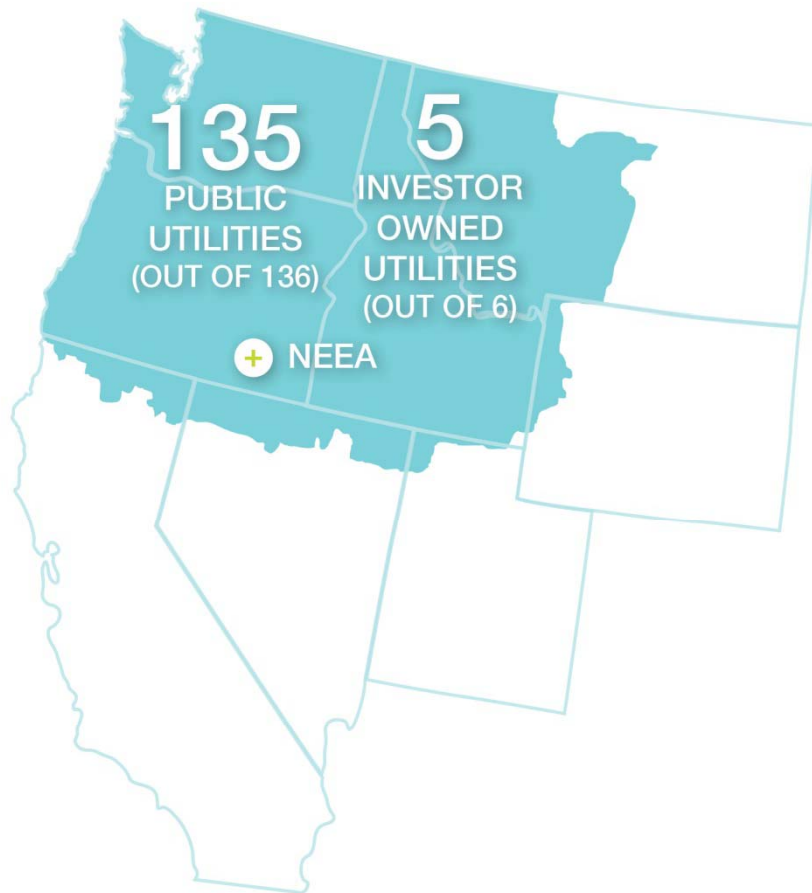 135
PUBLIC
UTILITIES
(OUT OF 136)
5
INVESTOR
OWNED
UTILITIES
(OUT OF 6)
+ NEEA